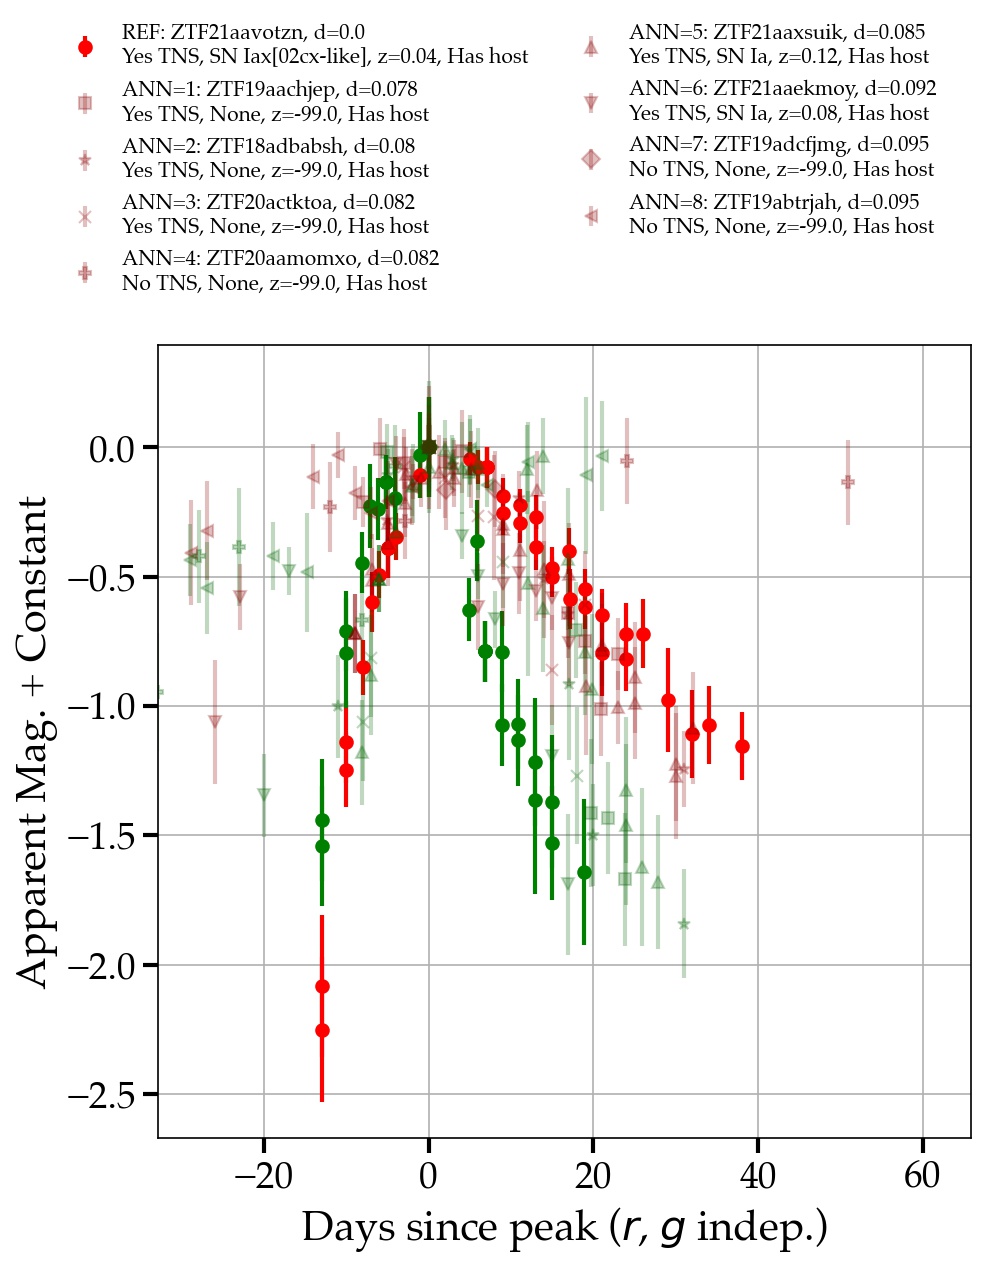 REF: ZTF21aavotzn, d=0.0
Yes TNS, SN Iax[02cx-like], z=0.04, Has host
ANN=1: ZTF19aachjep, d=0.078
Yes TNS, None, z=-99.0, Has host
ANN=2: ZTF18adbabsh, d=0.08
Yes TNS, None, z=-99.0, Has host
ANN=3: ZTF20actktoa, d=0.082
Yes TNS, None, z=-99.0, Has host
ANN=4: ZTF20aamomxo, d=0.082
No TNS, None, z=-99.0, Has host
ANN=5: ZTF21aaxsuik, d=0.085
Yes TNS, SN Ia, z=0.12, Has host
ANN=6: ZTF21aaekmoy, d=0.092
Yes TNS, SN Ia, z=0.08, Has host
ANN=7: ZTF19adcfjmg, d=0.095
No TNS, None, z=-99.0, Has host
ANN=8: ZTF19abtrjah, d=0.095
No TNS, None, z=-99.0, Has host
Apparent Mag. + Constant
0.0
−0.5
−1.0
−1.5
−2.0
−2.5
−20 0 20 40 60
Days since peak (r, g indep.)